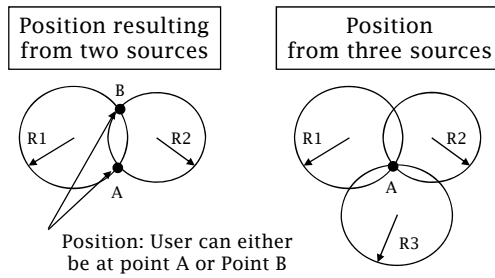 Position resulting
from two sources
Position
from three sources
B
R1
R2
A
Position: User can either
be at point A or Point B
R1
R2
A
R3